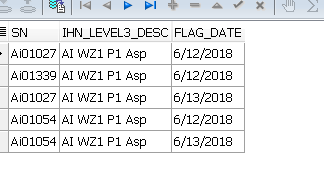 SN IHN_LEVEL3_DESC FLAG_DATE
Ai01027 AI WZ1 P1 Asp 6/12/2018
Ai01339 AI WZ1 P1 Asp 6/12/2018
Ai01027 AI WZ1 P1 Asp 6/13/2018
Ai01054 AI WZ1 P1 Asp 6/12/2018
Ai01054 AI WZ1 P1 Asp 6/13/2018